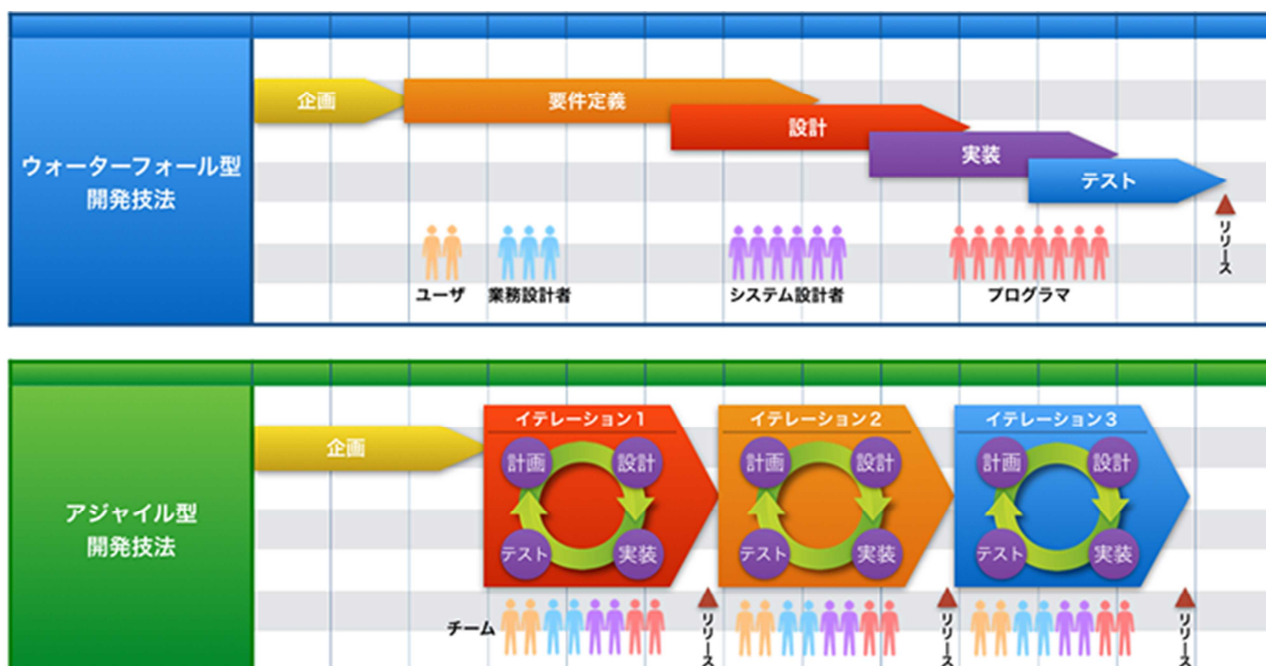 ウォーターフォール型
開発技法
企画
要件定義
設計
実装
テスト
リリース
ユーザ
業務設計者
システム設計者
プログラマ
アジャイル型
開発技法
企画
イテレーション1
計画
設計
テスト
実装
イテレーション2
計画
設計
テスト
実装
イテレーション3
計画
設計
テスト
実装
チーム
リリース
リリース
リリース